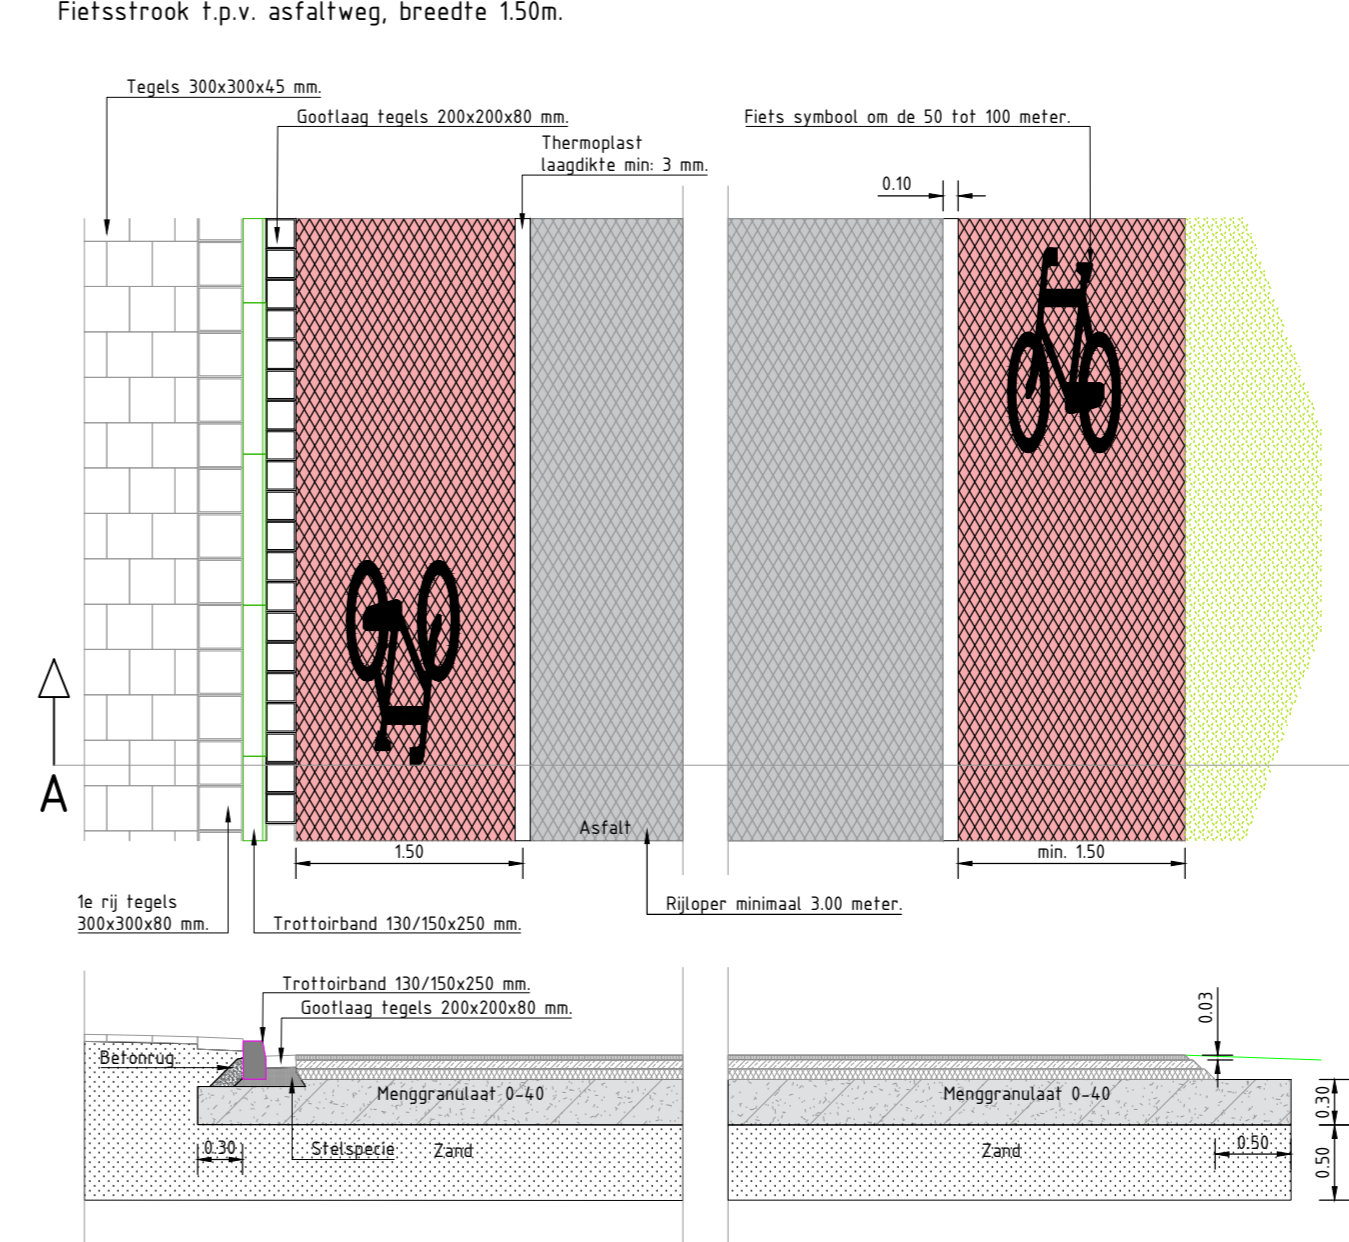 Fietsstrook t.p.v. asfaltweg, breedte 1.50m.
Tegels 300x300x45 mm.
Gootlaag tegels 200x200x80 mm.
Fiets symbool om de 50 tot 100 meter.
Thermoplast
laagdikte min: 3 mm.
0.10
A
Asfalt
1.50
min. 1.50
1e rij tegels
300x300x80 mm.
Trottoirband 130/150x250 mm.
Rijloper minimaal 3.00 meter.
Trottoirband 130/150x250 mm.
Gootlaag tegels 200x200x80 mm.
0.03
Betonrug
Menggranulaat 0-40
Menggranulaat 0-40
0.30
0.30
Stelspecie
Zand
Zand
0.50
0.50